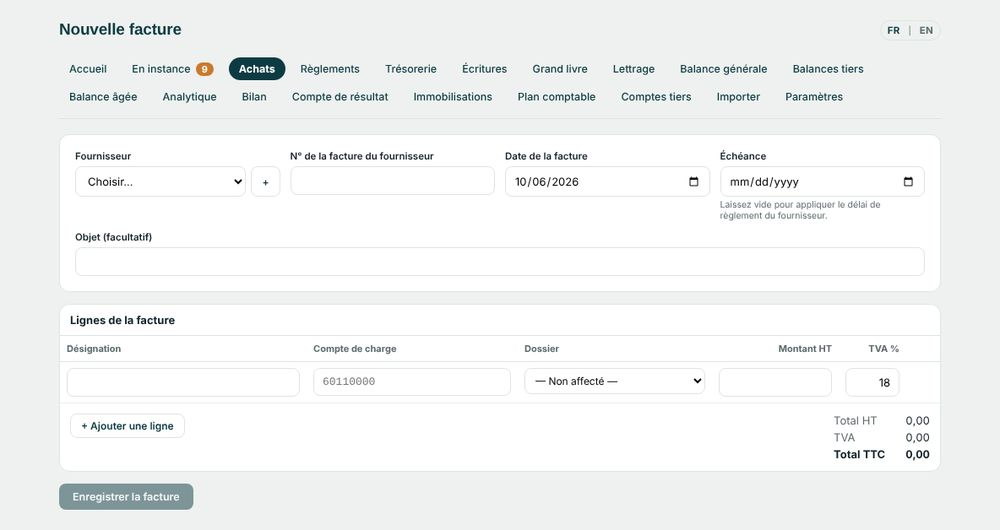 Nouvelle facture
FR | EN
Accueil En instance 9 Achats Règlements Trésorerie Écritures Grand livre Lettrage Balance générale Balances tiers
Balance âgée Analytique Bilan Compte de résultat Immobilisations Plan comptable Comptes tiers Importer Paramètres
Fournisseur N° de la facture du fournisseur Date de la facture Échéance
Choisir... + 10/06/2026 mm/dd/yyyy
Laissez vide pour appliquer le délai de
règlement du fournisseur.
Objet (facultatif)
Lignes de la facture
Désignation Compte de charge Dossier Montant HT TVA %
60110000 — Non affecté — 18
+ Ajouter une ligne
Total HT 0,00
TVA 0,00
Total TTC 0,00
Enregistrer la facture